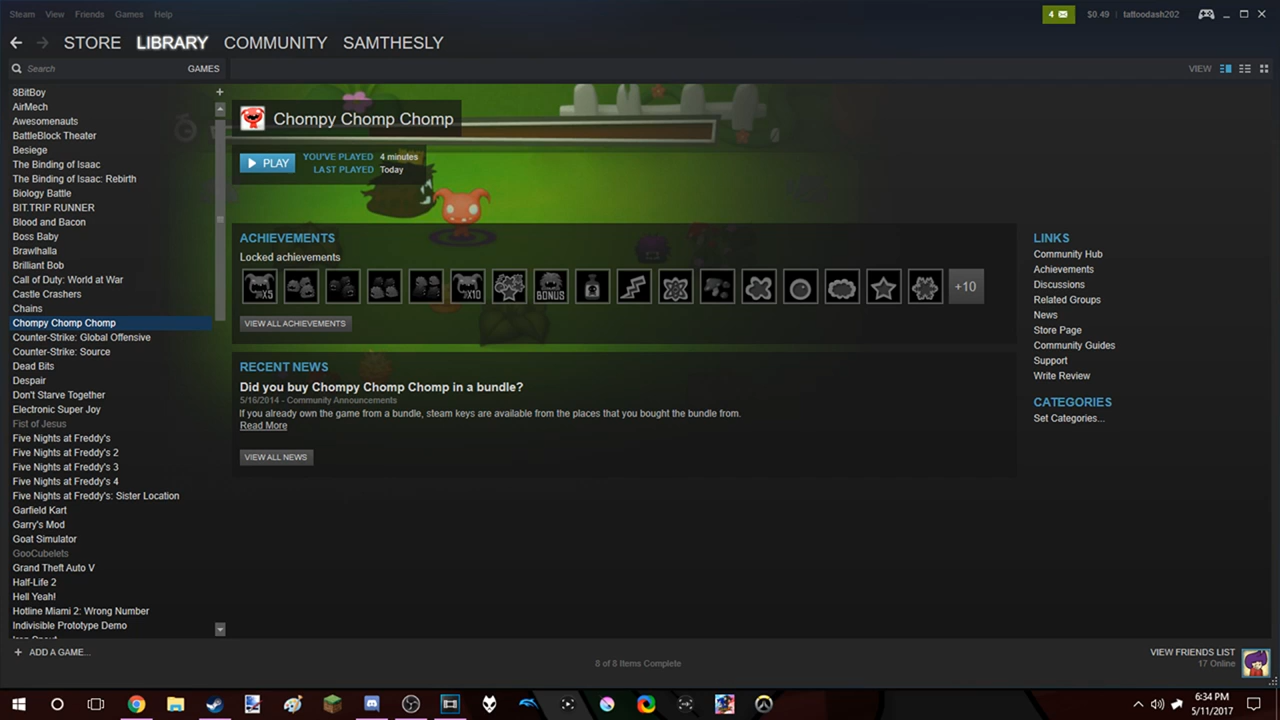 Steam View Friends Games Help
4 $0.49 tattoodash202
STORE LIBRARY COMMUNITY SAMTHESLY
Search GAMES VIEW
8BitBoy
AirMech
Awesomenauts
BattleBlock Theater
Besiege
The Binding of Isaac
The Binding of Isaac: Rebirth
Biology Battle
BIT.TRIP RUNNER
Blood and Bacon
Boss Baby
Brawlhalla
Brilliant Bob
Call of Duty: World at War
Castle Crashers
Chains
Chompy Chomp Chomp
Counter-Strike: Global Offensive
Counter-Strike: Source
Dead Bits
Despair
Don't Starve Together
Electronic Super Joy
Fist of Jesus
Five Nights at Freddy's
Five Nights at Freddy's 2
Five Nights at Freddy's 3
Five Nights at Freddy's 4
Five Nights at Freddy's: Sister Location
Garfield Kart
Garry's Mod
Goat Simulator
GooCubelets
Grand Theft Auto V
Half-Life 2
Hell Yeah!
Hotline Miami 2: Wrong Number
Indivisible Prototype Demo
+ ADD A GAME...
Chompy Chomp Chomp
PLAY YOU'VE PLAYED 4 minutes
LAST PLAYED Today
ACHIEVEMENTS
Locked achievements
X5 X10 BONUS +10
VIEW ALL ACHIEVEMENTS
RECENT NEWS
Did you buy Chompy Chomp Chomp in a bundle?
5/16/2014 - Community Announcements
If you already own the game from a bundle, steam keys are available from the places that you bought the bundle from.
Read More
VIEW ALL NEWS
LINKS
Community Hub
Achievements
Discussions
Related Groups
News
Store Page
Community Guides
Support
Write Review
CATEGORIES
Set Categories...
8 of 8 Items Complete
VIEW FRIENDS LIST
17 Online
6:34 PM
5/11/2017